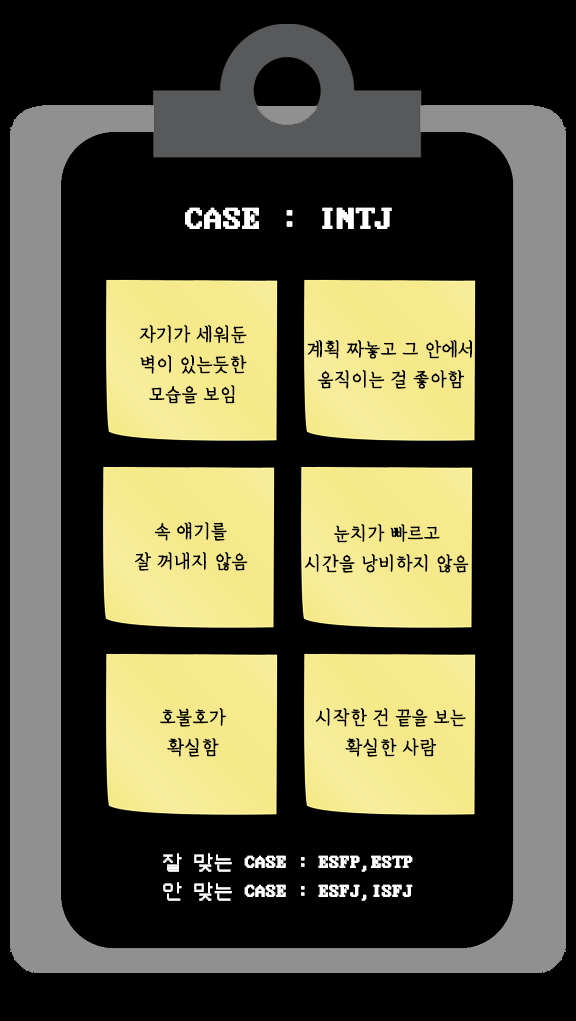 CASE : INTJ
자기가 세워둔
벽이 있는듯한
모습을 보임
계획 짜놓고 그 안에서
움직이는 걸 좋아함
속 얘기를
잘 꺼내지 않음
눈치가 빠르고
시간을 낭비하지 않음
호불호가
확실함
시작한 건 끝을 보는
확실한 사람
잘 맞는 CASE : ESFP,ESTP
안 맞는 CASE : ESFJ,ISFJ